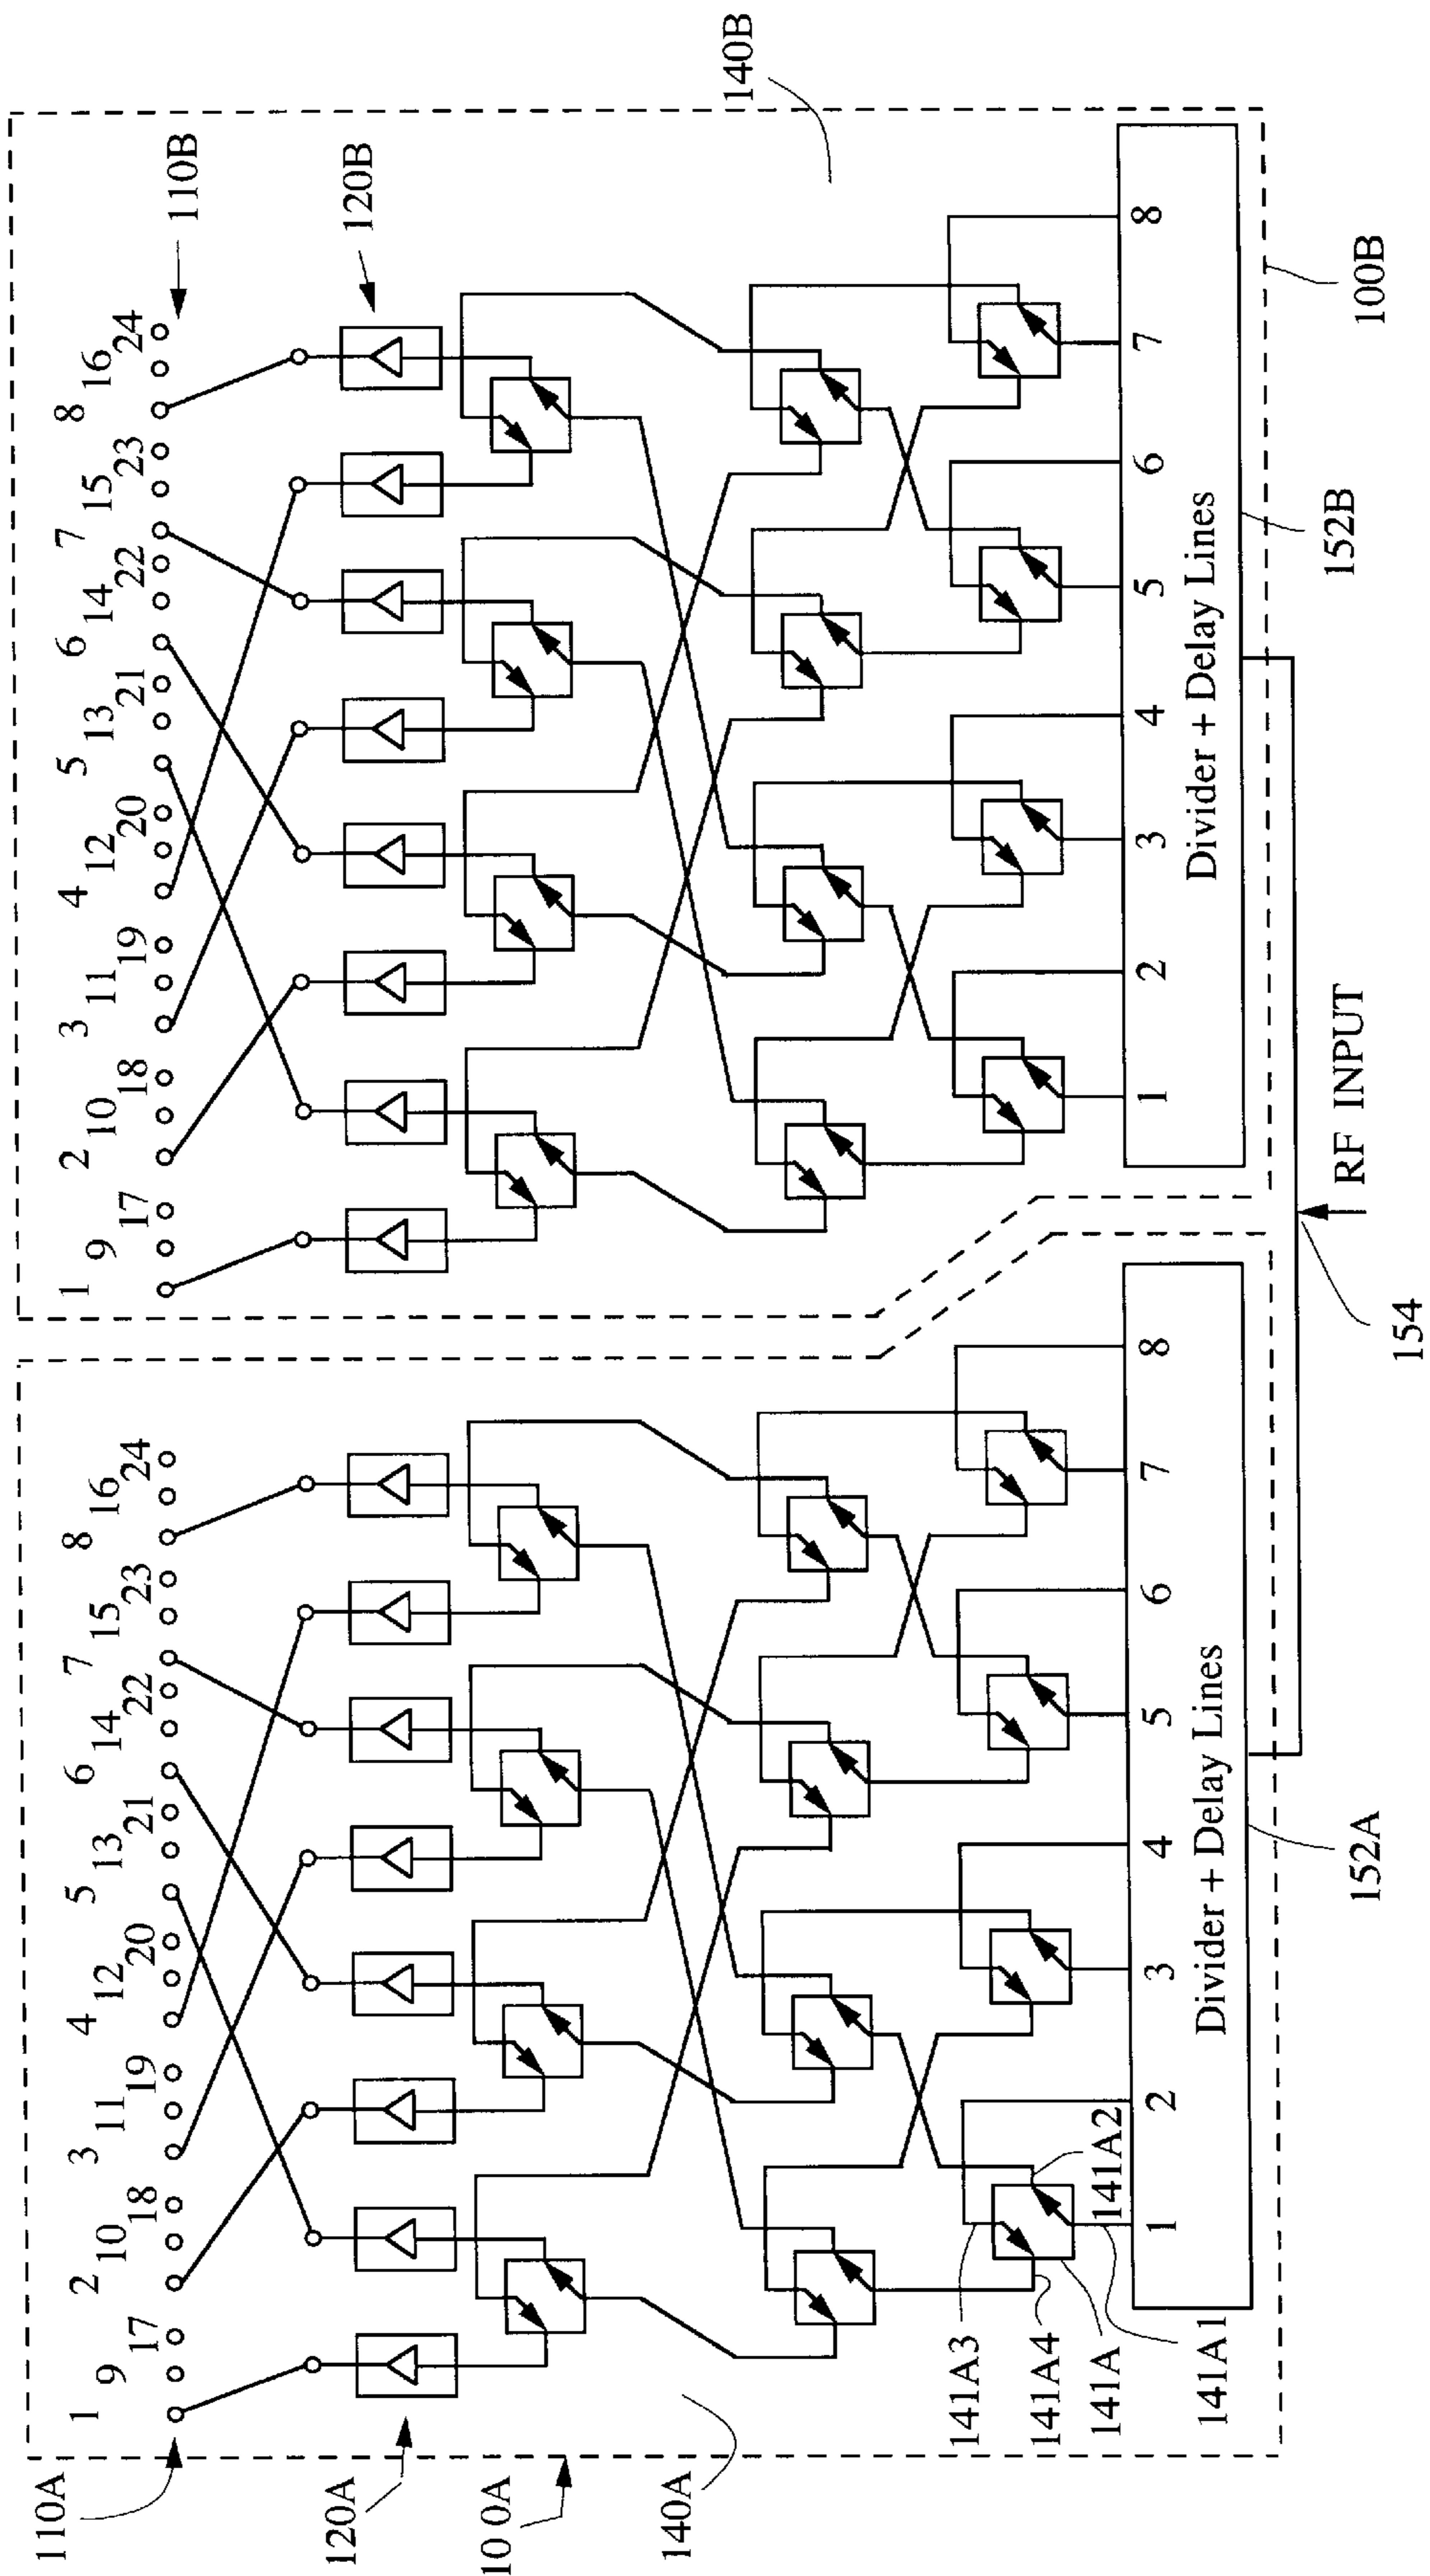 110A
1 9 17 2 10 18 3 11 19 4 12 20 5 13 21 6 14 22 7 15 23 8 16 24
120A
10 0A
140A
141A3
141A4
141A
141A1
141A2
1 2 3 4 5 6 7 8
Divider + Delay Lines
152A
1 9 17 2 10 18 3 11 19 4 12 20 5 13 21 6 14 22 7 15 23 8 16 24
110B
120B
140B
1 2 3 4 5 6 7 8
Divider + Delay Lines
152B
100B
RF INPUT
154